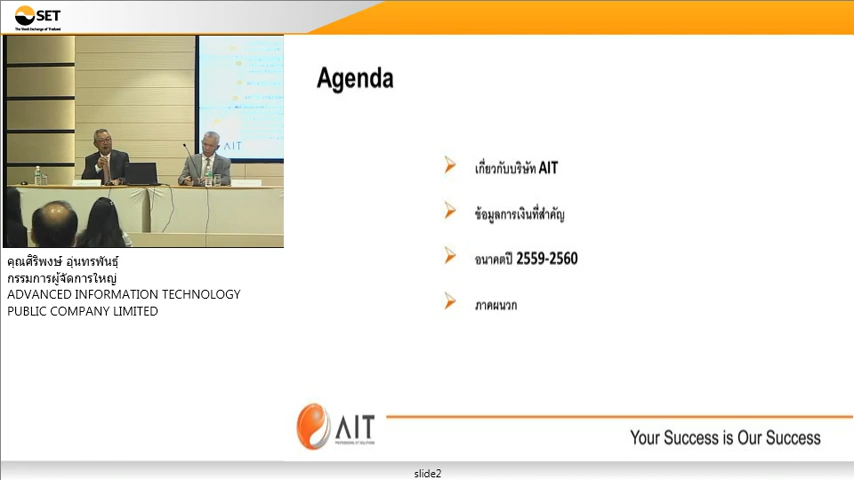 SET
The Stock Exchange of Thailand
Agenda
เกี่ยวกับบริษัท AIT
ข้อมูลการเงินที่สำคัญ
อนาคตปี 2559-2560
ภาคผนวก
AIT
คุณศิริพงษ์ อุ่นทรพันธุ์
กรรมการผู้จัดการใหญ่
ADVANCED INFORMATION TECHNOLOGY
PUBLIC COMPANY LIMITED
AIT
Your Success is Our Success
slide2